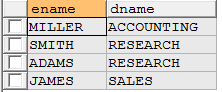 ename dname
MILLER ACCOUNTING
SMITH RESEARCH
ADAMS RESEARCH
JAMES SALES